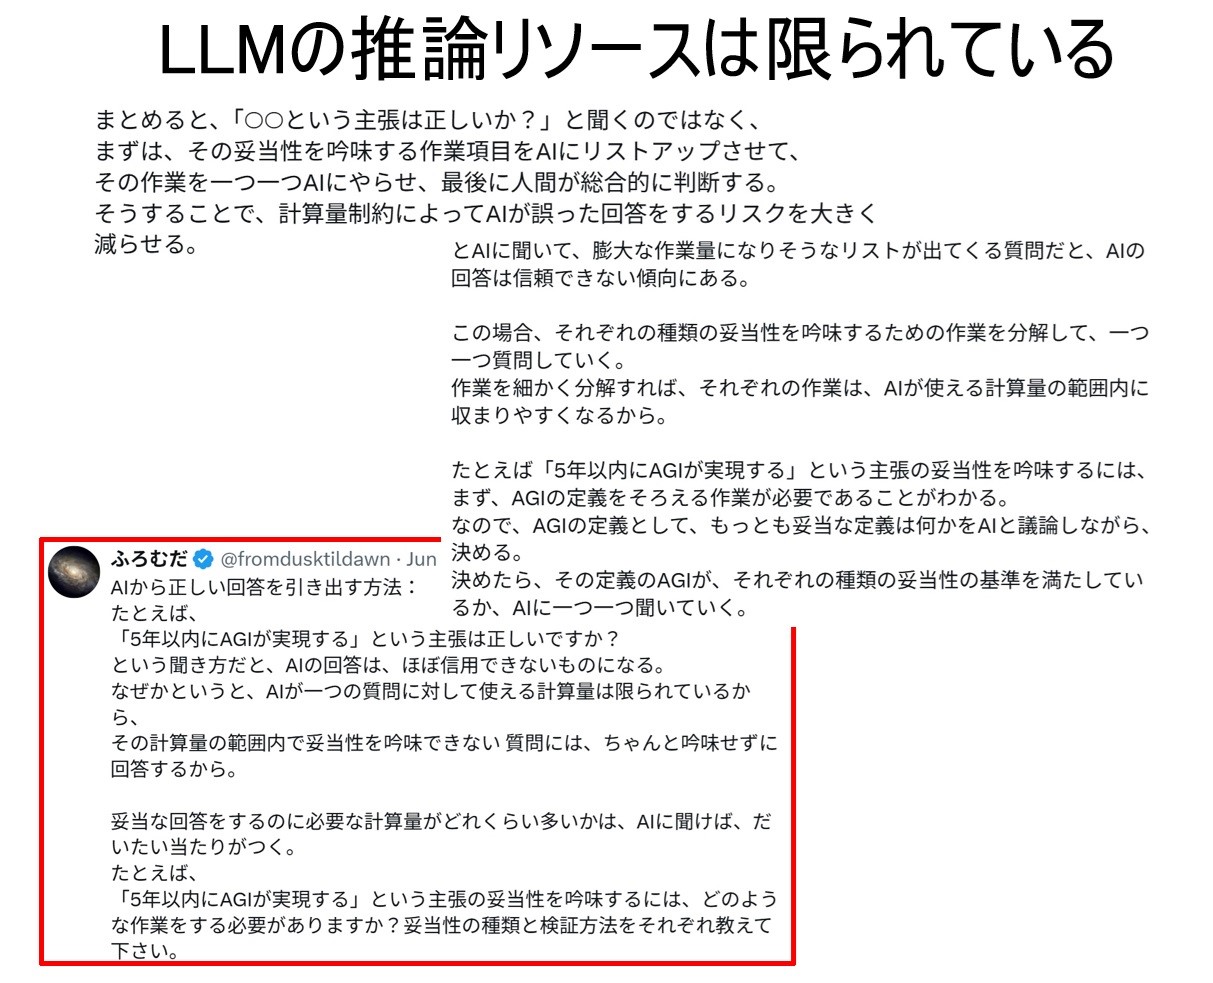 LLMの推論リソースは限られている
まとめると、「○○という主張は正しいか？」と聞くのではなく、
まずは、その妥当性を吟味する作業項目をAIにリストアップさせて、
その作業を一つ一つAIにやらせ、最後に人間が総合的に判断する。
そうすることで、計算量制約によってAIが誤った回答をするリスクを大きく
減らせる。
ふろむだ @fromdusktildawn · Jun
AIから正しい回答を引き出す方法：
たとえば、
「5年以内にAGIが実現する」という主張は正しいですか？
という聞き方だと、AIの回答は、ほぼ信用できないものになる。
なぜかというと、AIが一つの質問に対して使える計算量は限られているか
ら、
その計算量の範囲内で妥当性を吟味できない 質問には、ちゃんと吟味せずに
回答するから。
妥当な回答をするのに必要な計算量がどれくらい多いかは、AIに聞けば、だ
いたい当たりがつく。
たとえば、
「5年以内にAGIが実現する」という主張の妥当性を吟味するには、どのよう
な作業をする必要がありますか？妥当性の種類と検証方法をそれぞれ教えて
下さい。
とAIに聞いて、膨大な作業量になりそうなリストが出てくる質問だと、AIの
回答は信頼できない傾向にある。
この場合、それぞれの種類の妥当性を吟味するための作業を分解して、一つ
一つ質問していく。
作業を細かく分解すれば、それぞれの作業は、AIが使える計算量の範囲内に
収まりやすくなるから。
たとえば「5年以内にAGIが実現する」という主張の妥当性を吟味するには、
まず、AGIの定義をそろえる作業が必要であることがわかる。
なので、AGIの定義として、もっとも妥当な定義は何かをAIと議論しながら、
決める。
決めたら、その定義のAGIが、それぞれの種類の妥当性の基準を満たしてい
るか、AIに一つ一つ聞いていく。